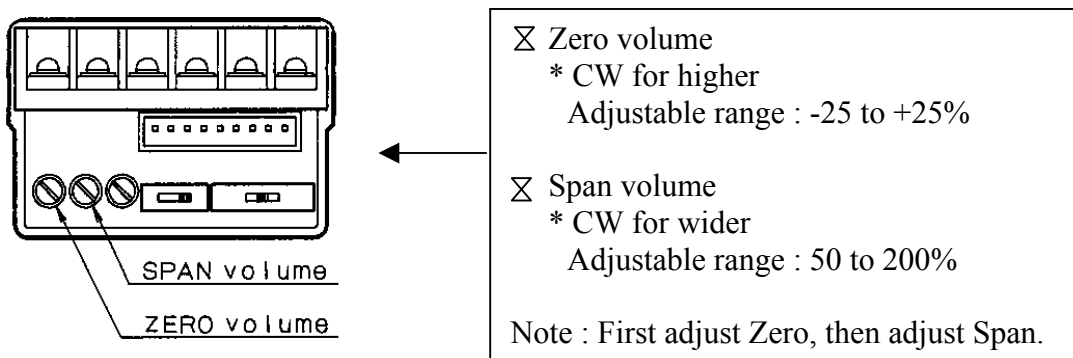 SPAN volume
ZERO volume
Zero volume
* CW for higher
Adjustable range : -25 to +25%
Span volume
* CW for wider
Adjustable range : 50 to 200%
Note : First adjust Zero, then adjust Span.